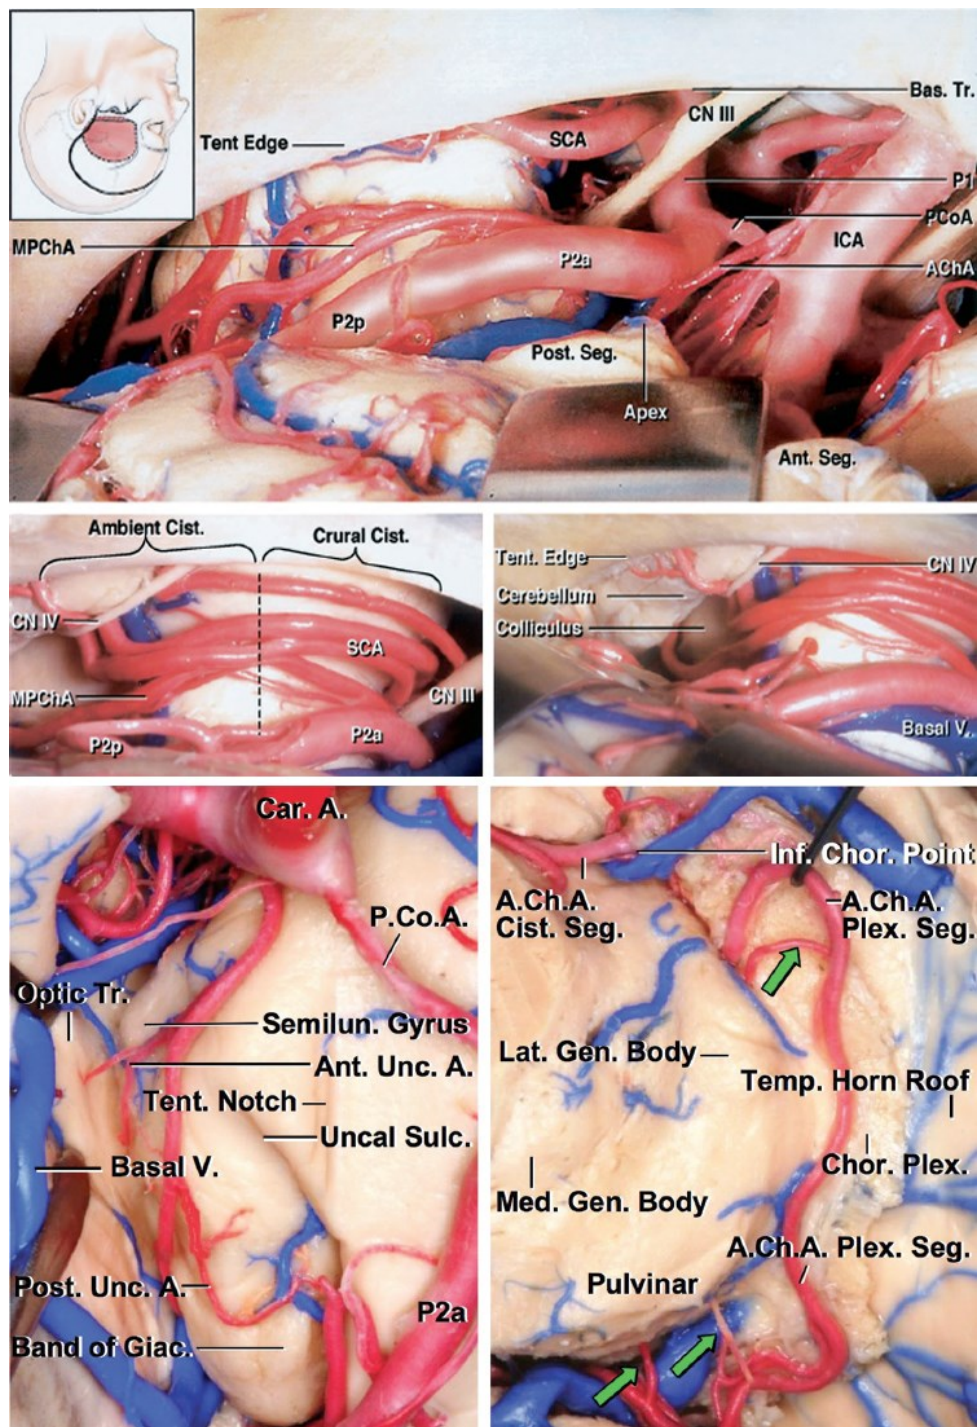 Bas. Tr.
CN III
SCA
Tent Edge
P1
PCoA
ICA
MPChA
P2a
AChA
P2p
Post. Seg.
Apex
Ant. Seg.
Ambient Cist.
Crural Cist.
CN IV
SCA
MPChA
CN III
P2p
P2a
Tent. Edge
CN IV
Cerebellum
Colliculus
Basal V.
Car. A.
P.Co.A.
Optic Tr.
Semilun. Gyrus
Ant. Unc. A.
Tent. Notch
Uncal Sulc.
Basal V.
Post. Unc. A.
P2a
Band of Giac.
Inf. Chor. Point
A.Ch.A.
Cist. Seg.
A.Ch.A.
Plex. Seg.
Lat. Gen. Body
Temp. Horn Roof
Chor. Plex.
Med. Gen. Body
A.Ch.A. Plex. Seg.
Pulvinar